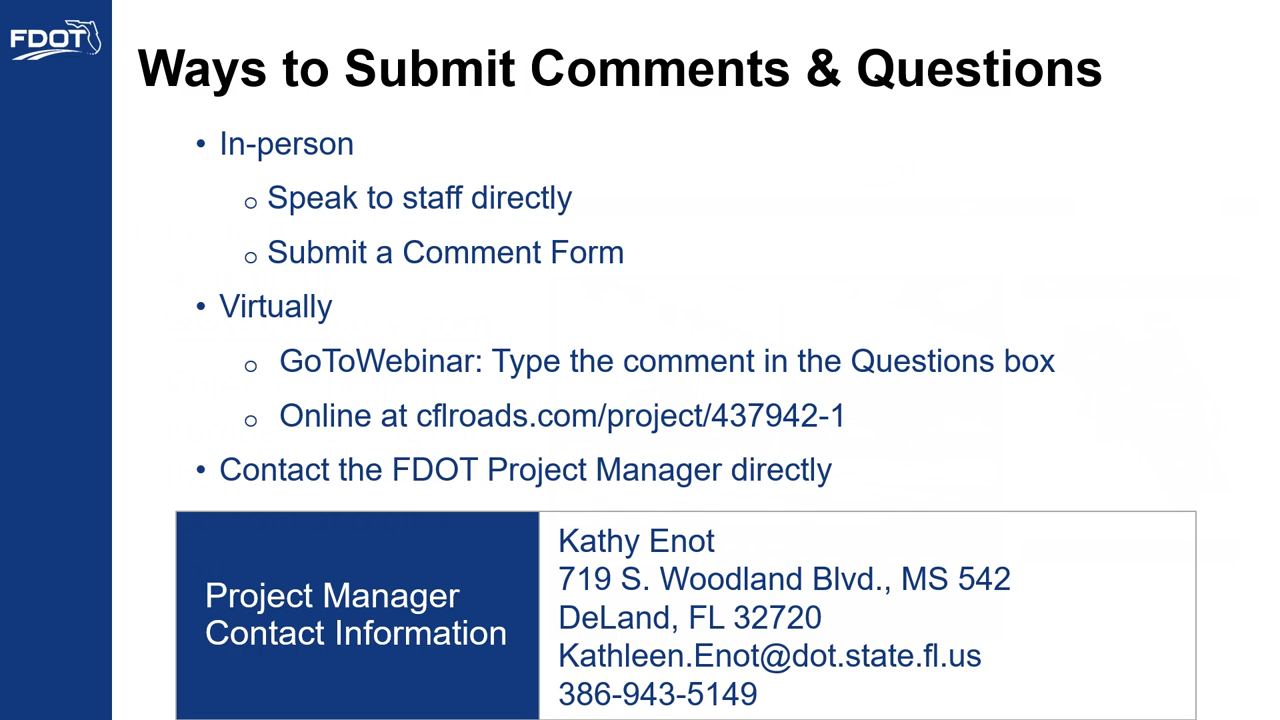 FDOT
Ways to Submit Comments & Questions
• In-person
o Speak to staff directly
o Submit a Comment Form
• Virtually
o GoToWebinar: Type the comment in the Questions box
o Online at cflroads.com/project/437942-1
• Contact the FDOT Project Manager directly
Project Manager
Contact Information
Kathy Enot
719 S. Woodland Blvd., MS 542
DeLand, FL 32720
Kathleen.Enot@dot.state.fl.us
386-943-5149